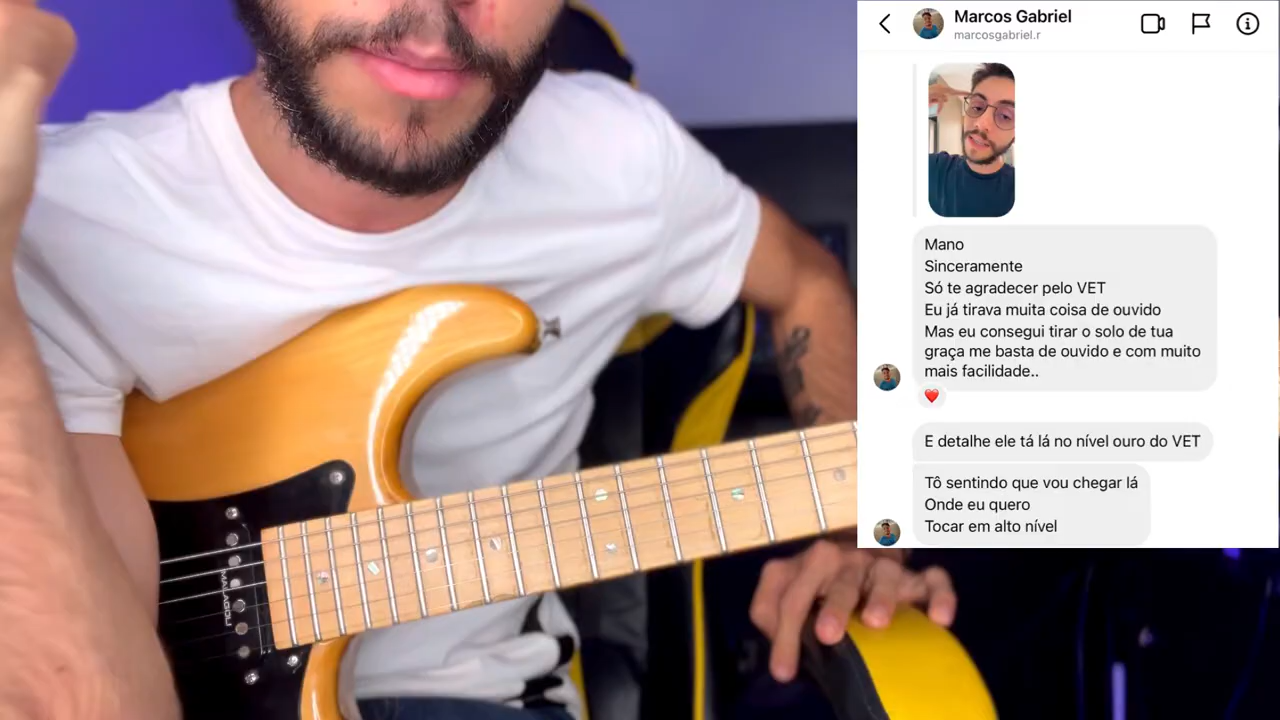 Marcos Gabriel
marcosgabriel.r
Mano
Sinceramente
Só te agradecer pelo VET
Eu já tirava muita coisa de ouvido
Mas eu consegui tirar o solo de tua
graça me basta de ouvido e com muito
mais facilidade..
E detalhe ele tá lá no nível ouro do VET
Tô sentindo que vou chegar lá
Onde eu quero
Tocar em alto nível
MALAGOLI